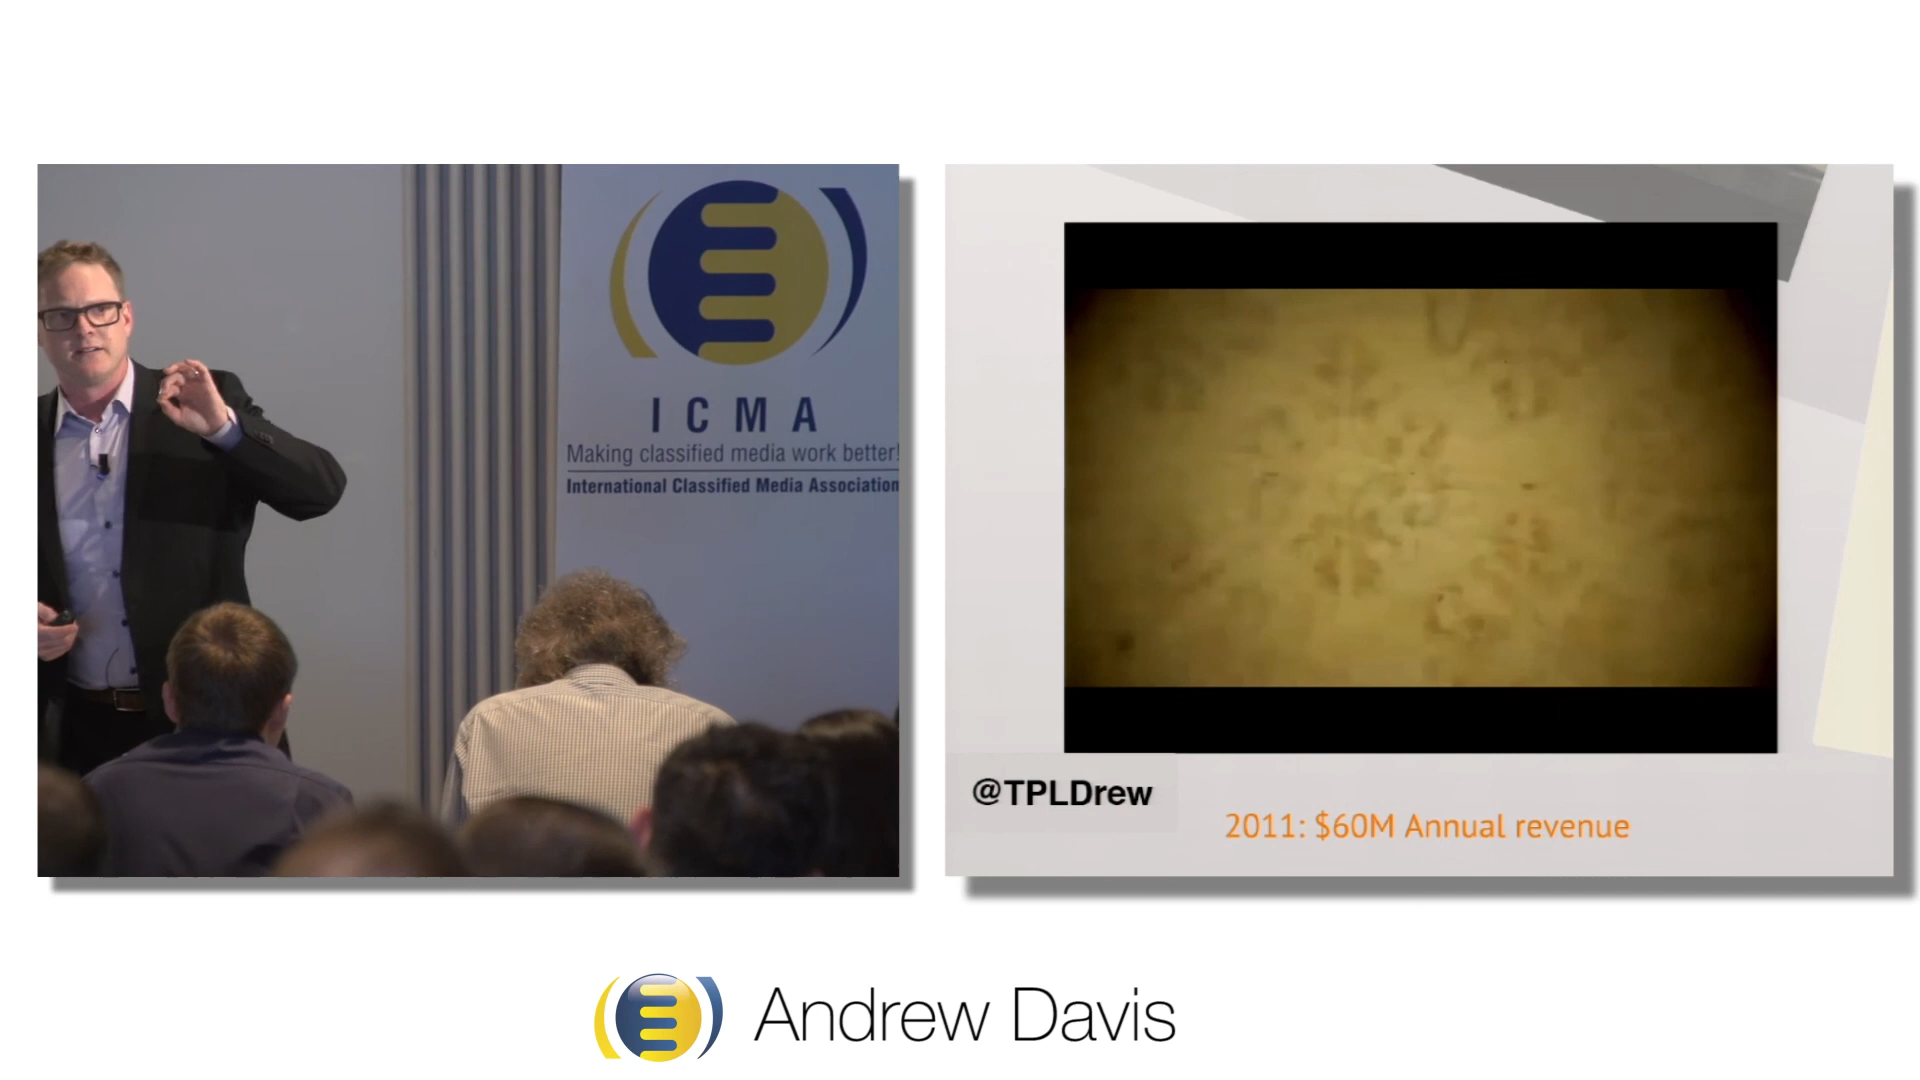 ICMA
Making classified media work better!
International Classified Media Association
@TPLDrew
2011: $60M Annual revenue
Andrew Davis